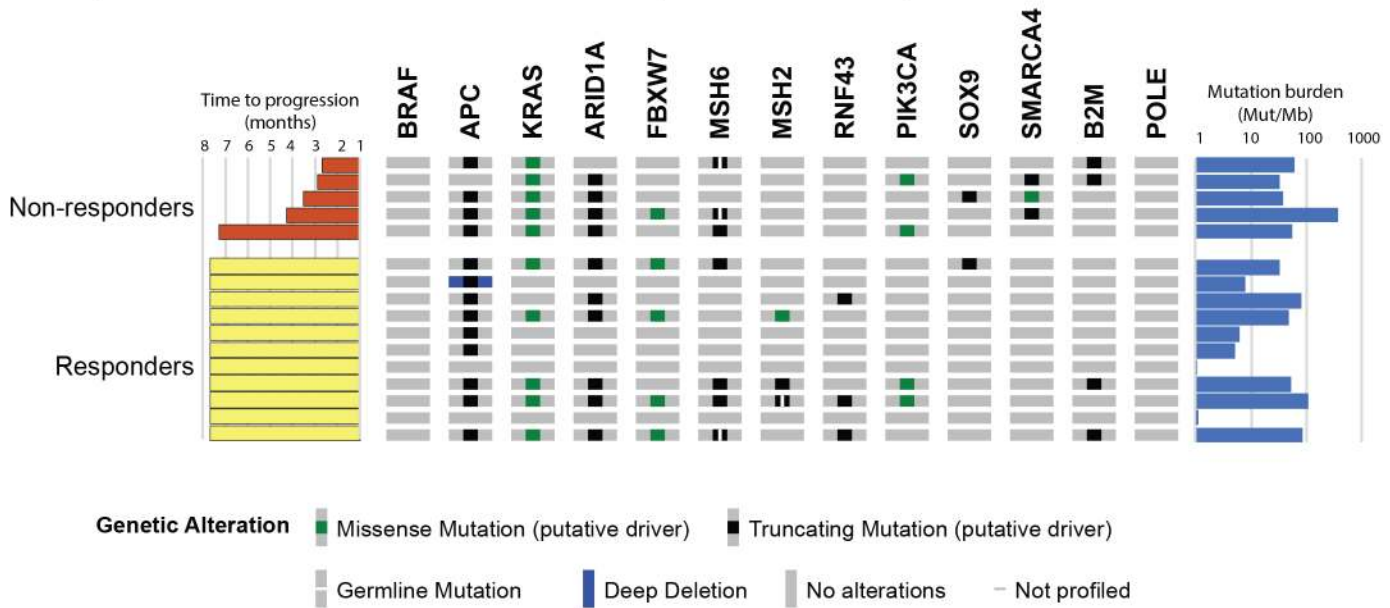 Time to progression
(months)
8 7 6 5 4 3 2 1
BRAF
APC
KRAS
ARID1A
FBXW7
MSH6
MSH2
RNF43
PIK3CA
SOX9
SMARCA4
B2M
POLE
Mutation burden
(Mut/Mb)
1 10 100 1000
Non-responders
Responders
Genetic Alteration
Missense Mutation (putative driver)
Truncating Mutation (putative driver)
Germline Mutation
Deep Deletion
No alterations
Not profiled